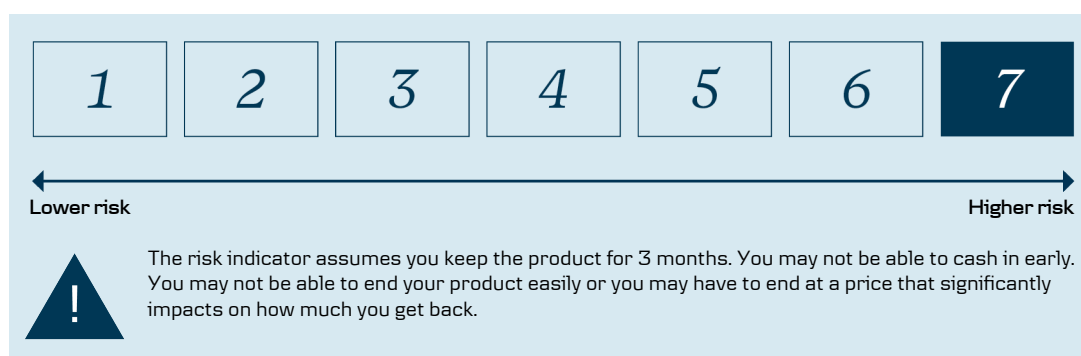 1 2 3 4 5 6 7
Lower risk Higher risk
The risk indicator assumes you keep the product for 3 months. You may not be able to cash in early.
You may not be able to end your product easily or you may have to end at a price that significantly
impacts on how much you get back.
!